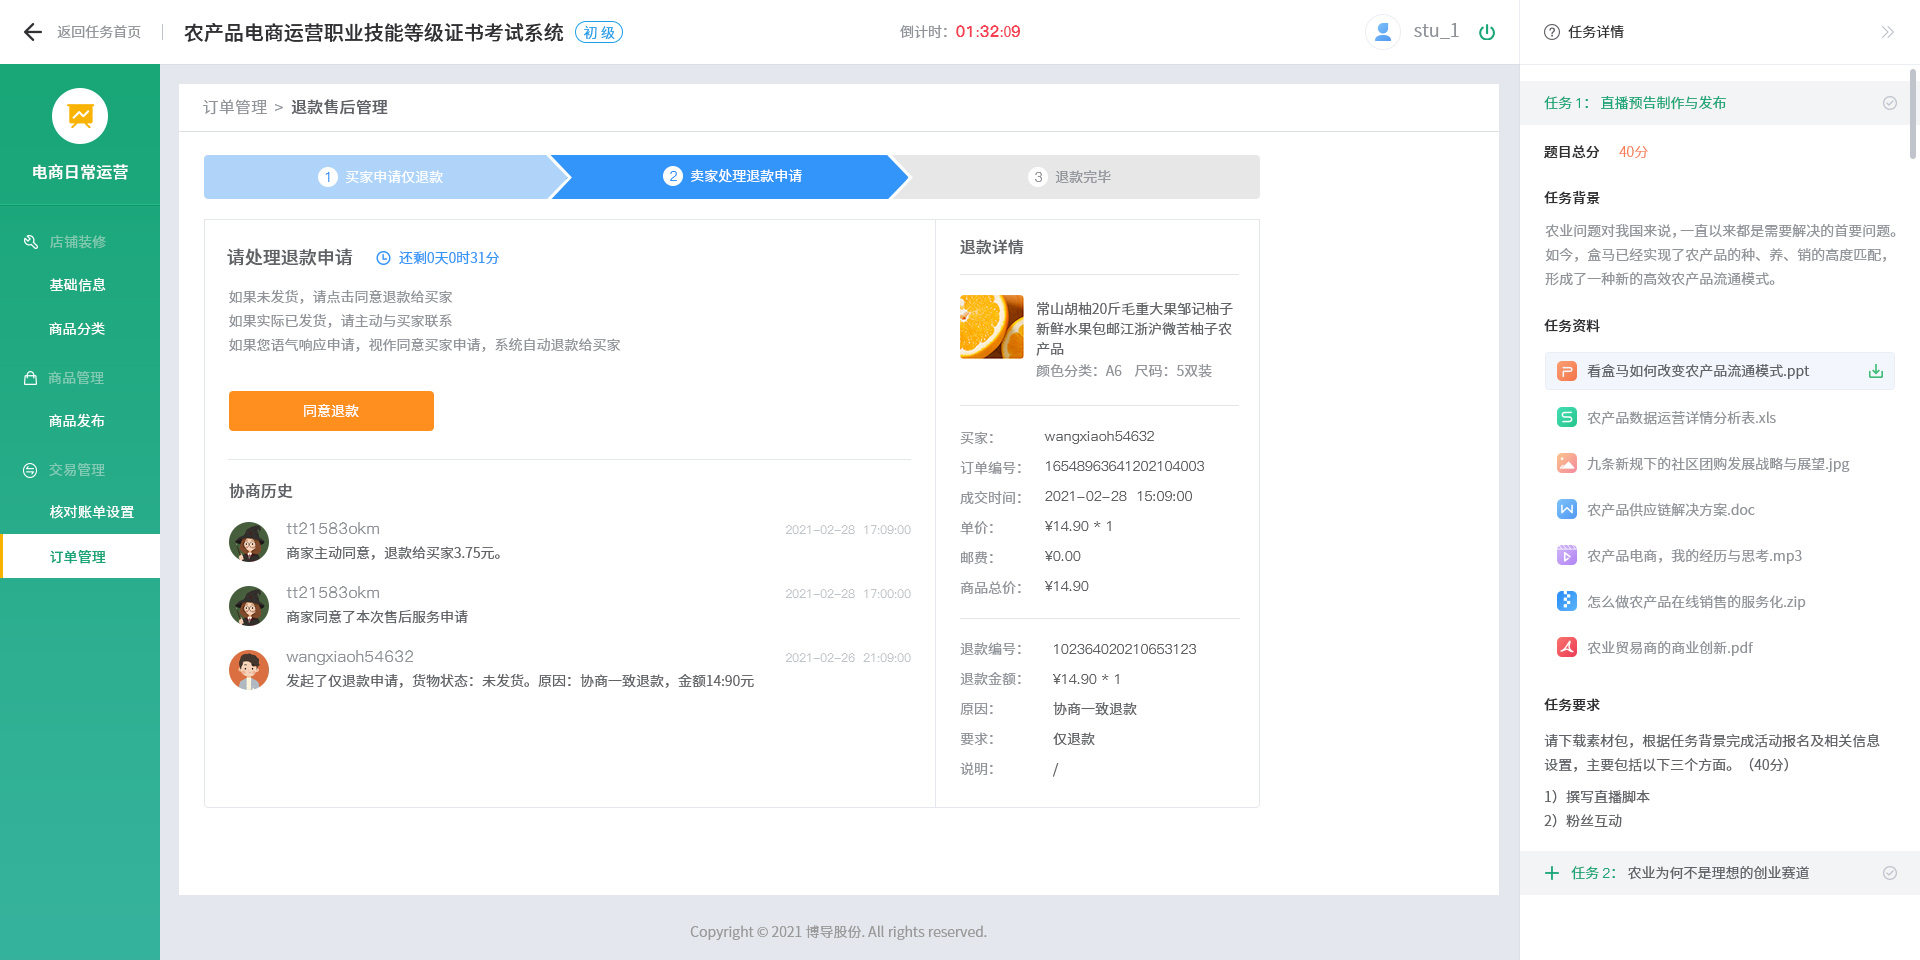 返回任务首页
农产品电商运营职业技能等级证书考试系统
初 级
倒计时：01:32:09
stu_1
任务详情
电商日常运营
店铺装修
基础信息
商品分类
商品管理
商品发布
交易管理
核对账单设置
订单管理
订单管理 > 退款售后管理
1 买家申请仅退款
2 卖家处理退款申请
3 退款完毕
请处理退款申请
还剩0天0时31分
如果未发货，请点击同意退款给买家
如果实际已发货，请主动与买家联系
如果您语气响应申请，视作同意买家申请，系统自动退款给买家
同意退款
协商历史
tt21583okm
2021-02-28 17:09:00
商家主动同意，退款给买家3.75元。
tt21583okm
2021-02-28 17:00:00
商家同意了本次售后服务申请
wangxiaoh54632
2021-02-26 21:09:00
发起了仅退款申请，货物状态：未发货。原因：协商一致退款，金额14:90元
退款详情
常山胡柚20斤毛重大果邹记柚子
新鲜水果包邮江浙沪微苦柚子农
产品
颜色分类：A6 尺码：5双装
买家： wangxiaoh54632
订单编号： 16548963641202104003
成交时间： 2021-02-28 15:09:00
单价： ¥14.90 * 1
邮费： ¥0.00
商品总价： ¥14.90
退款编号： 102364020210653123
退款金额： ¥14.90 * 1
原因： 协商一致退款
要求： 仅退款
说明： /
Copyright © 2021 博导股份. All rights reserved.
任务 1： 直播预告制作与发布
题目总分 40分
任务背景
农业问题对我国来说，一直以来都是需要解决的首要问题。
如今，盒马已经实现了农产品的种、养、销的高度匹配，
形成了一种新的高效农产品流通模式。
任务资料
看盒马如何改变农产品流通模式.ppt
农产品数据运营详情分析表.xls
九条新规下的社区团购发展战略与展望.jpg
农产品供应链解决方案.doc
农产品电商，我的经历与思考.mp3
怎么做农产品在线销售的服务化.zip
农业贸易商的商业创新.pdf
任务要求
请下载素材包，根据任务背景完成活动报名及相关信息
设置，主要包括以下三个方面。（40分）
1）撰写直播脚本
2）粉丝互动
任务 2： 农业为何不是理想的创业赛道